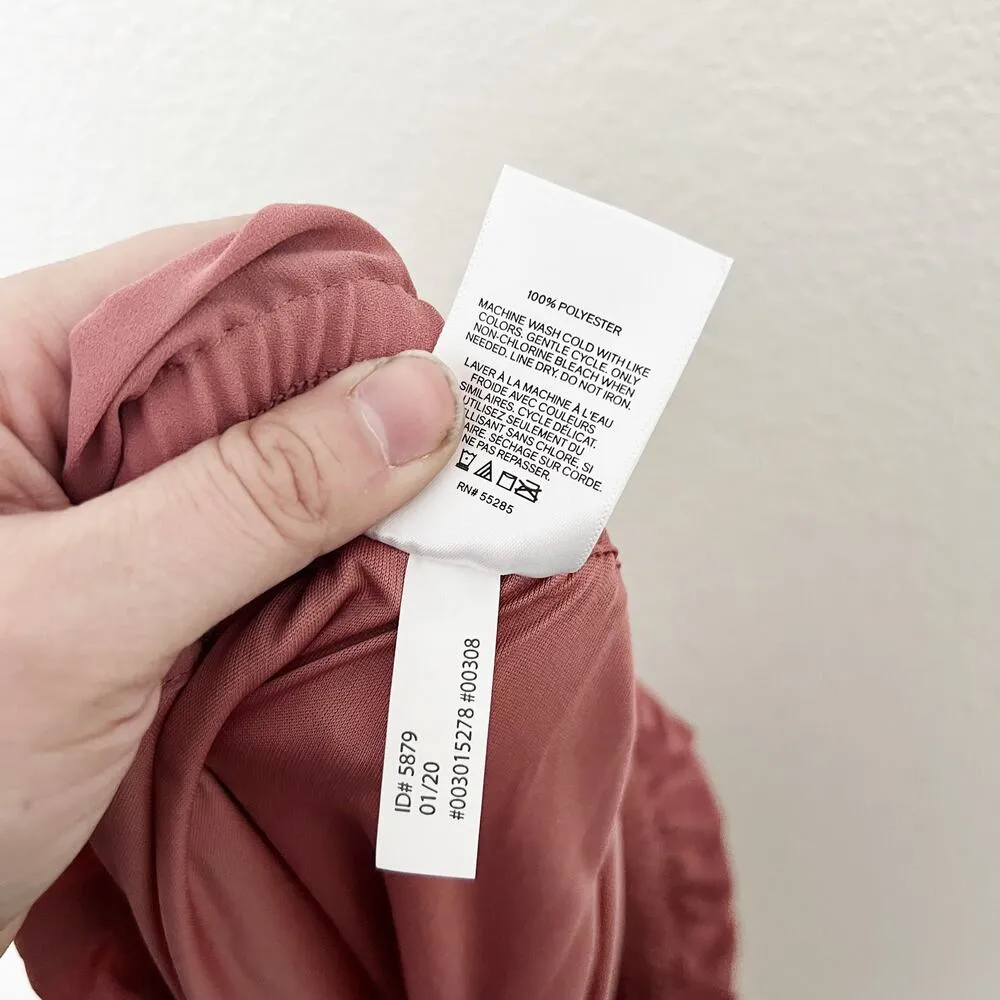 100% POLYESTER
MACHINE WASH COLD WITH LIKE
COLORS. GENTLE CYCLE. ONLY
NON-CHLORINE BLEACH WHEN
NEEDED. LINE DRY. DO NOT IRON.
LAVER À LA MACHINE À L'EAU
FROIDE AVEC COULEURS
SIMILAIRES. CYCLE DÉLICAT.
UTILISEZ SEULEMENT DU
SANS CHLORE, SI
SÉCHAGE SUR CORDE.
NE PAS REPASSER.
RN# 55285
ID# 5879
01/20
#003015278 #00308